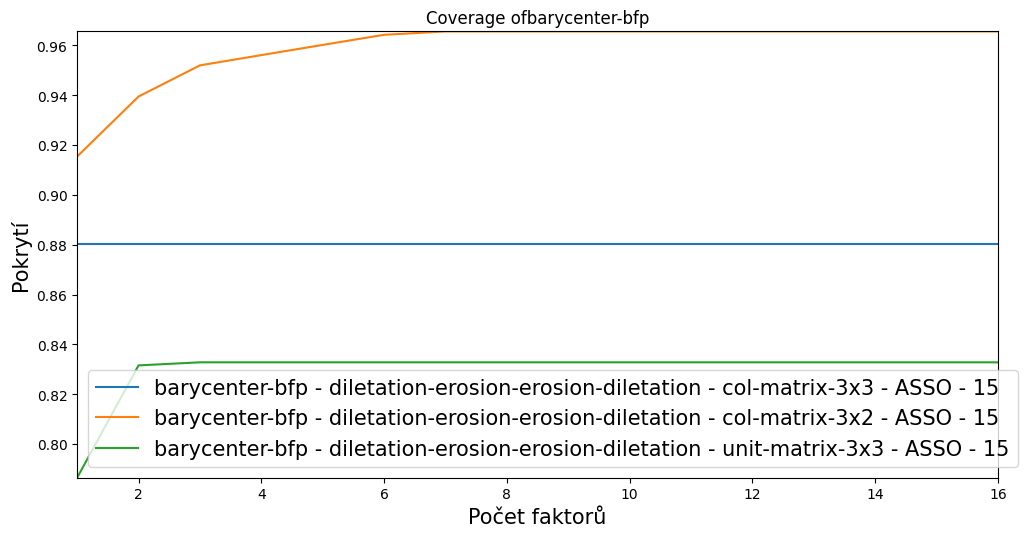 Coverage ofbarycenter-bfp
0.96
0.94
0.92
0.90
0.88
0.86
0.84
0.82
0.80
Pokrytí
barycenter-bfp - diletation-erosion-erosion-diletation - col-matrix-3x3 - ASSO - 15
barycenter-bfp - diletation-erosion-erosion-diletation - col-matrix-3x2 - ASSO - 15
barycenter-bfp - diletation-erosion-erosion-diletation - unit-matrix-3x3 - ASSO - 15
2 4 6 8 10 12 14 16
Počet faktorů